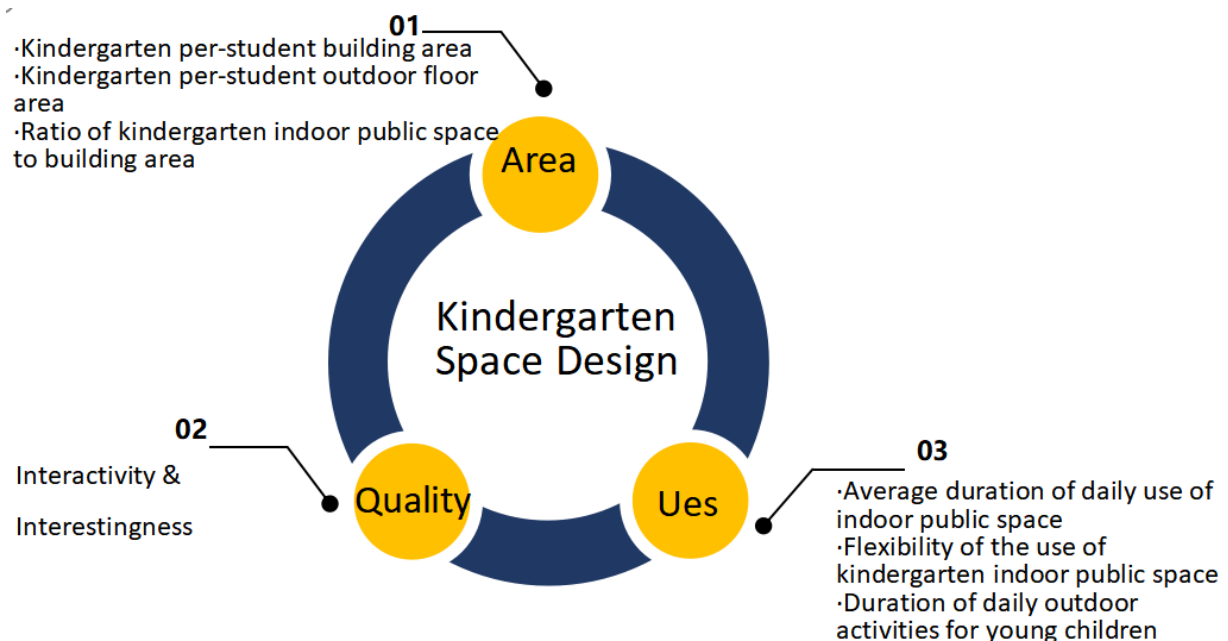 01
·Kindergarten per-student building area
·Kindergarten per-student outdoor floor
area
·Ratio of kindergarten indoor public space
to building area
Area
Kindergarten
Space Design
02
Interactivity &
Interestingness
Quality
Ues
03
·Average duration of daily use of
indoor public space
·Flexibility of the use of
kindergarten indoor public space
·Duration of daily outdoor
activities for young children